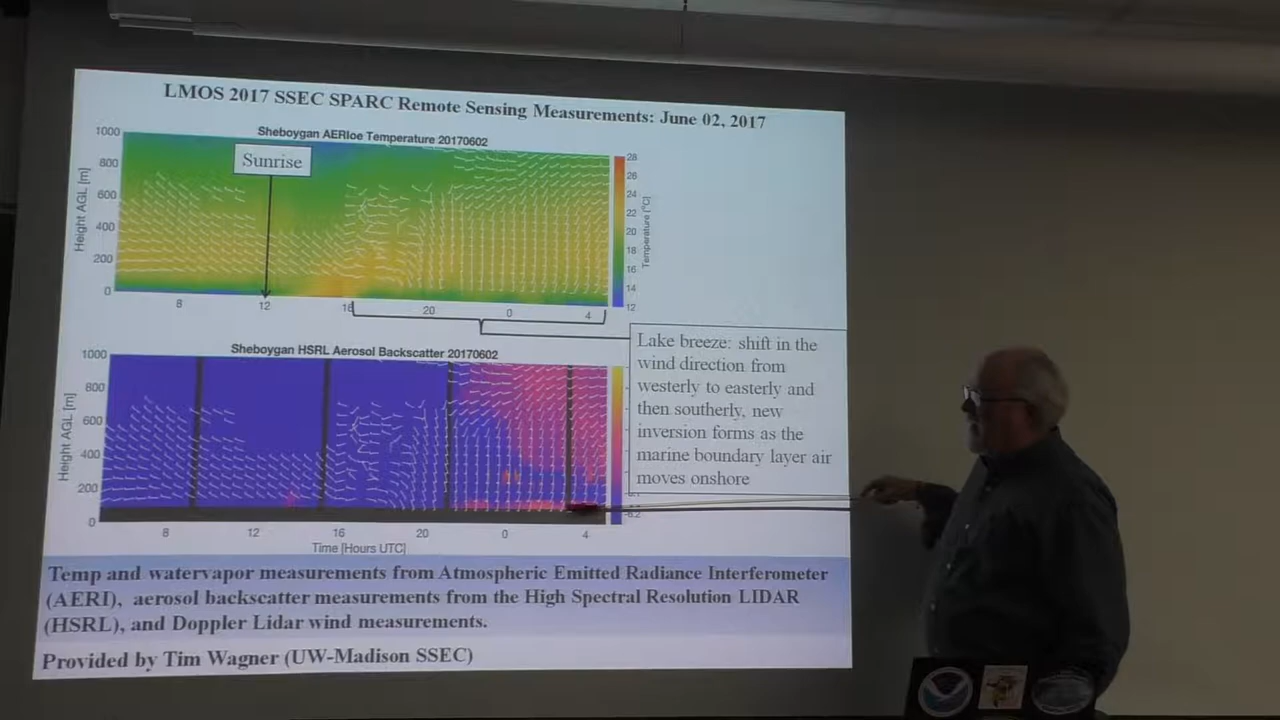 LMOS 2017 SSEC SPARC Remote Sensing Measurements: June 02, 2017
Sheboygan AERIoe Temperature 20170602
Sunrise
1000
800
600
400
200
0
Height AGL [m]
8 12 16 20 0 4
28
26
24
22
20
18
16
14
12
Temperature [°C]
Sheboygan HSRL Aerosol Backscatter 20170602
1000
800
600
400
200
0
Height AGL [m]
8 12 16 20 0 4
Time [Hours UTC]
Lake breeze: shift in the
wind direction from
westerly to easterly and
then southerly, new
inversion forms as the
marine boundary layer air
moves onshore
Temp and watervapor measurements from Atmospheric Emitted Radiance Interferometer
(AERI), aerosol backscatter measurements from the High Spectral Resolution LIDAR
(HSRL), and Doppler Lidar wind measurements.
Provided by Tim Wagner (UW-Madison SSEC)